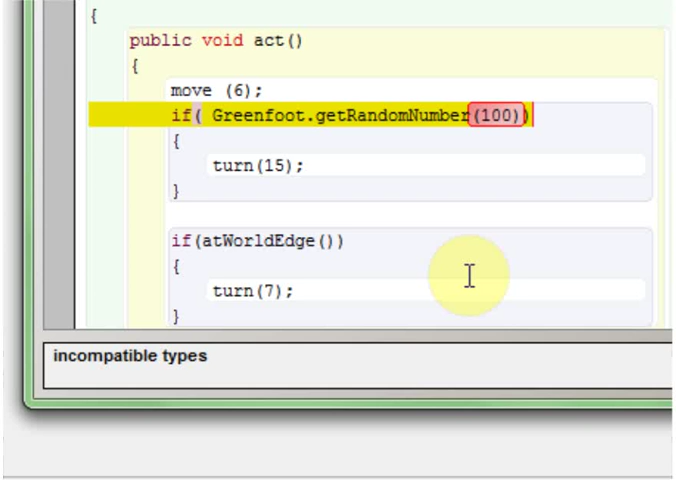 {
public void act()
{
move (6);
if( Greenfoot.getRandomNumber(100))
{
turn(15);
}
if(atWorldEdge())
{
turn(7);
}
incompatible types